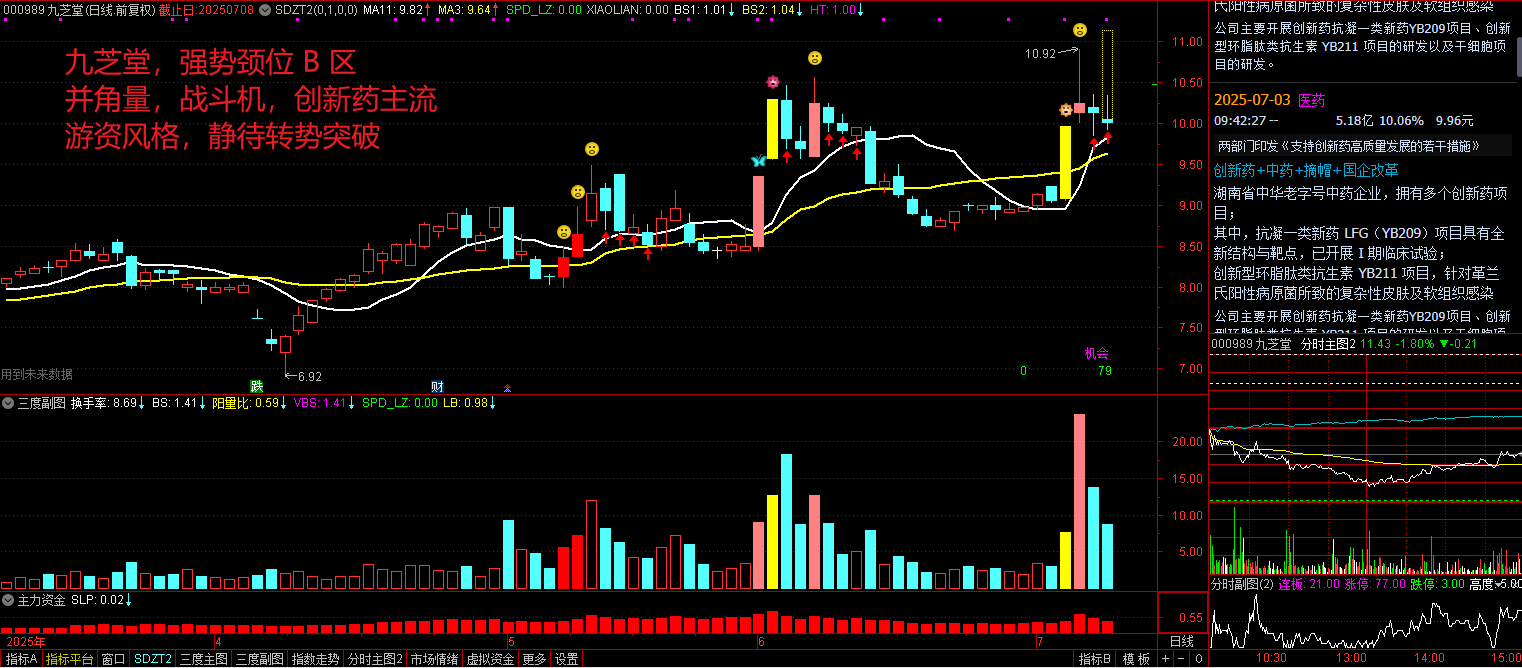 000989 九芝堂(日线.前复权) 截止日:20250708 SDZT2(0,1,0,0) MA11: 9.82↑ MA3: 9.64↑ SPD_LZ: 0.00 XIAOLIAN: 0.00 BS1: 1.01↓ BS2: 1.04↓ HT: 1.00↓
九芝堂，强势颈位 B 区
并角量，战斗机，创新药主流
游资风格，静待转势突破
10.92
11.00
10.50
10.00
9.50
9.00
8.50
8.00
7.50
7.00
6.92
机会
0
79
用到未来数据
跌
财
三度副图 换手率: 8.69↓ BS: 1.41↓ 阳量比: 0.59↓ VBS: 1.41↓ SPD_LZ: 0.00 LB: 0.98↓
20.00
15.00
10.00
5.00
主力资金 SLP: 0.02↓
0.55
2025年
4
5
6
7
日线
指标A 指标平台 窗口 SDZT2 三度主图 三度副图 指数走势 分时主图2 市场情绪 虚拟资金 更多 设置
指标B 模板 + - 0
氏阳性病原菌所致的复杂性皮肤及软组织感染
公司主要开展创新药抗凝一类新药YB209项目、创新
型环脂肽类抗生素 YB211 项目的研发以及干细胞项
目的研发。
2025-07-03 医药
09:42:27 -- 5.18亿 10.06% 9.96元
两部门印发《支持创新药高质量发展的若干措施》
创新药+中药+摘帽+国企改革
湖南省中华老字号中药企业，拥有多个创新药项
目；
其中，抗凝一类新药 LFG（YB209）项目具有全
新结构与靶点，已开展 I 期临床试验；
创新型环脂肽类抗生素 YB211 项目，针对革兰
氏阳性病原菌所致的复杂性皮肤及软组织感染
公司主要开展创新药抗凝一类新药YB209项目、创新
型环脂肽类抗生素 YB211 项目的研发以及干细胞项
000989 九芝堂 分时主图2 11.43 -1.80% ▼-0.21
分时副图(2) 连板: 21.00 涨停: 77.00 跌停: 3.00 高度
10:30
13:00
14:00
15:00